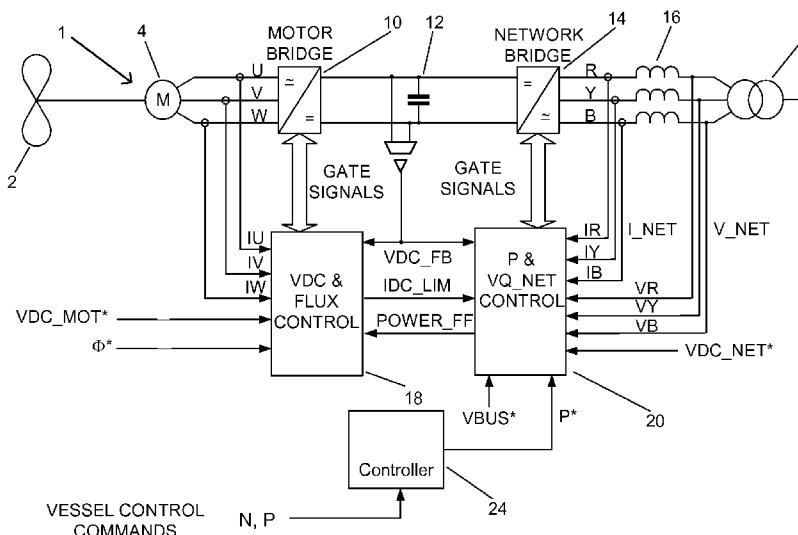 1
4
MOTOR
BRIDGE
10
12
NETWORK
BRIDGE
14
16
M
U
V
W
≃
=
=
≃
R
Y
B
2
GATE
SIGNALS
GATE
SIGNALS
I_NET
V_NET
IU
IV
IW
VDC &
FLUX
CONTROL
VDC_FB
IDC_LIM
POWER_FF
P &
VQ_NET
CONTROL
IR
IY
IB
VR
VY
VB
VDC_MOT*
Φ*
VDC_NET*
18
VBUS*
P*
20
Controller
24
VESSEL CONTROL
COMMANDS
N, P